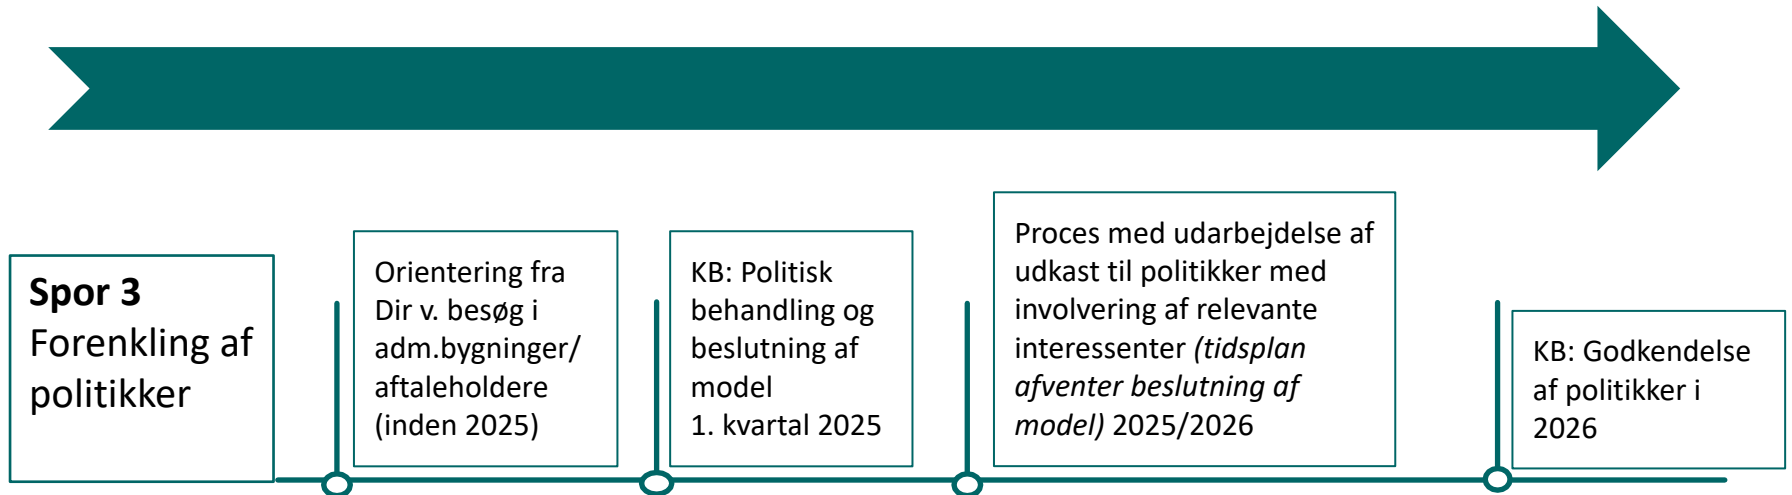 Spor 3
Forenkling af
politikker
Orientering fra
Dir v. besøg i
adm.bygninger/
aftaleholdere
(inden 2025)
KB: Politisk
behandling og
beslutning af
model
1. kvartal 2025
Proces med udarbejdelse af
udkast til politikker med
involvering af relevante
interessenter (tidsplan
afventer beslutning af
model) 2025/2026
KB: Godkendelse
af politikker i
2026